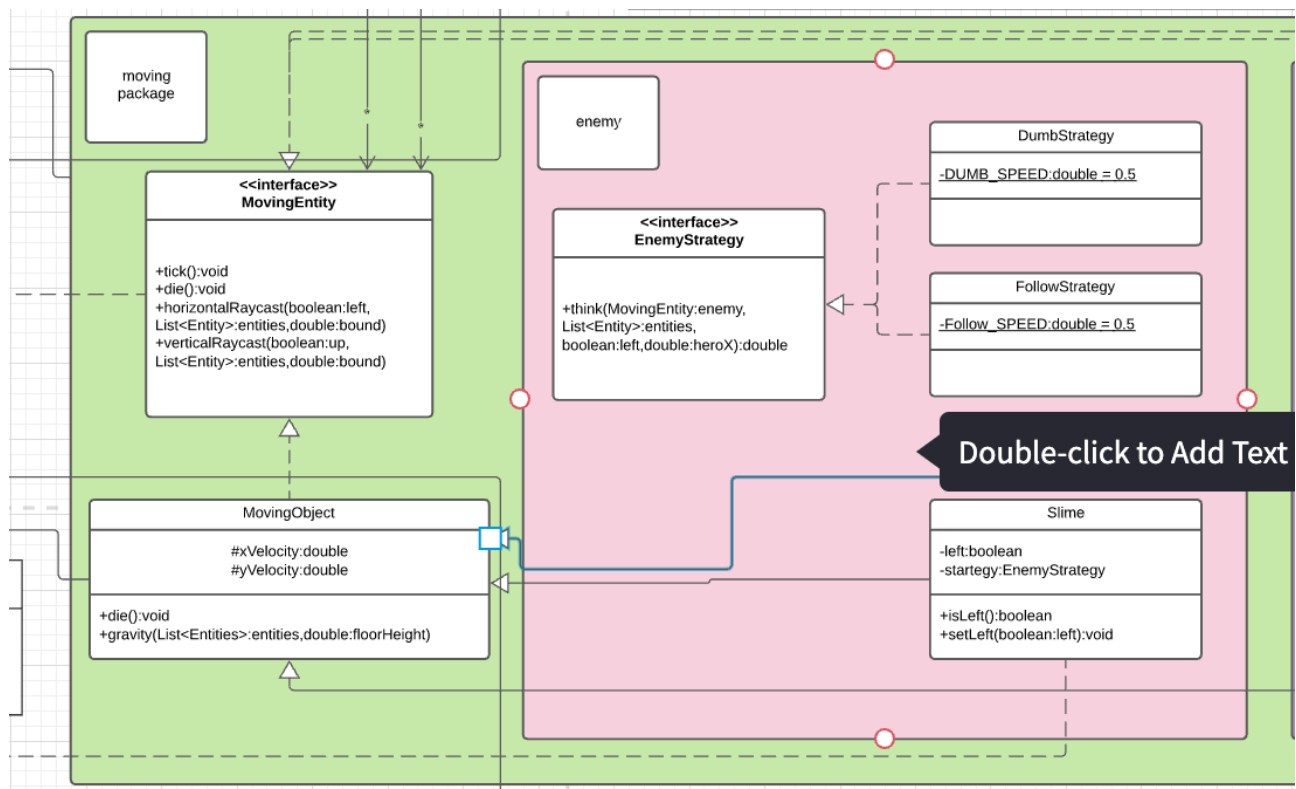 moving
package
<<interface>>
MovingEntity
+tick():void
+die():void
+horizontalRaycast(boolean:left,
List<Entity>:entities,double:bound)
+verticalRaycast(boolean:up,
List<Entity>:entities,double:bound)
*
*
MovingObject
#xVelocity:double
#yVelocity:double
+die():void
+gravity(List<Entities>:entities,double:floorHeight)
enemy
<<interface>>
EnemyStrategy
+think(MovingEntity:enemy,
List<Entity>:entities,
boolean:left,double:heroX):double
DumbStrategy
-DUMB_SPEED:double = 0.5
FollowStrategy
-Follow_SPEED:double = 0.5
Double-click to Add Text
Slime
-left:boolean
-startegy:EnemyStrategy
+isLeft():boolean
+setLeft(boolean:left):void